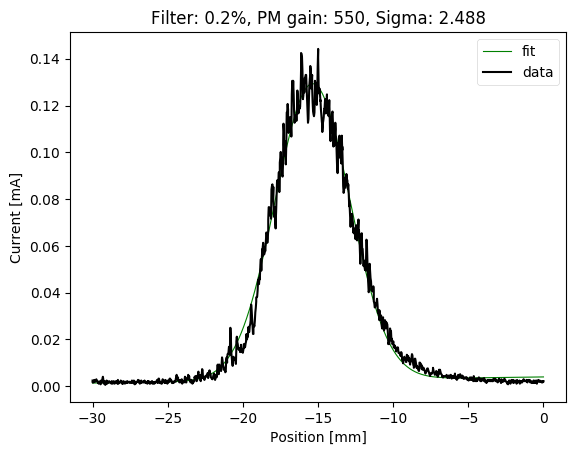 Filter: 0.2%, PM gain: 550, Sigma: 2.488
fit
data
Current [mA]
0.14
0.12
0.10
0.08
0.06
0.04
0.02
0.00
−30 −25 −20 −15 −10 −5 0
Position [mm]